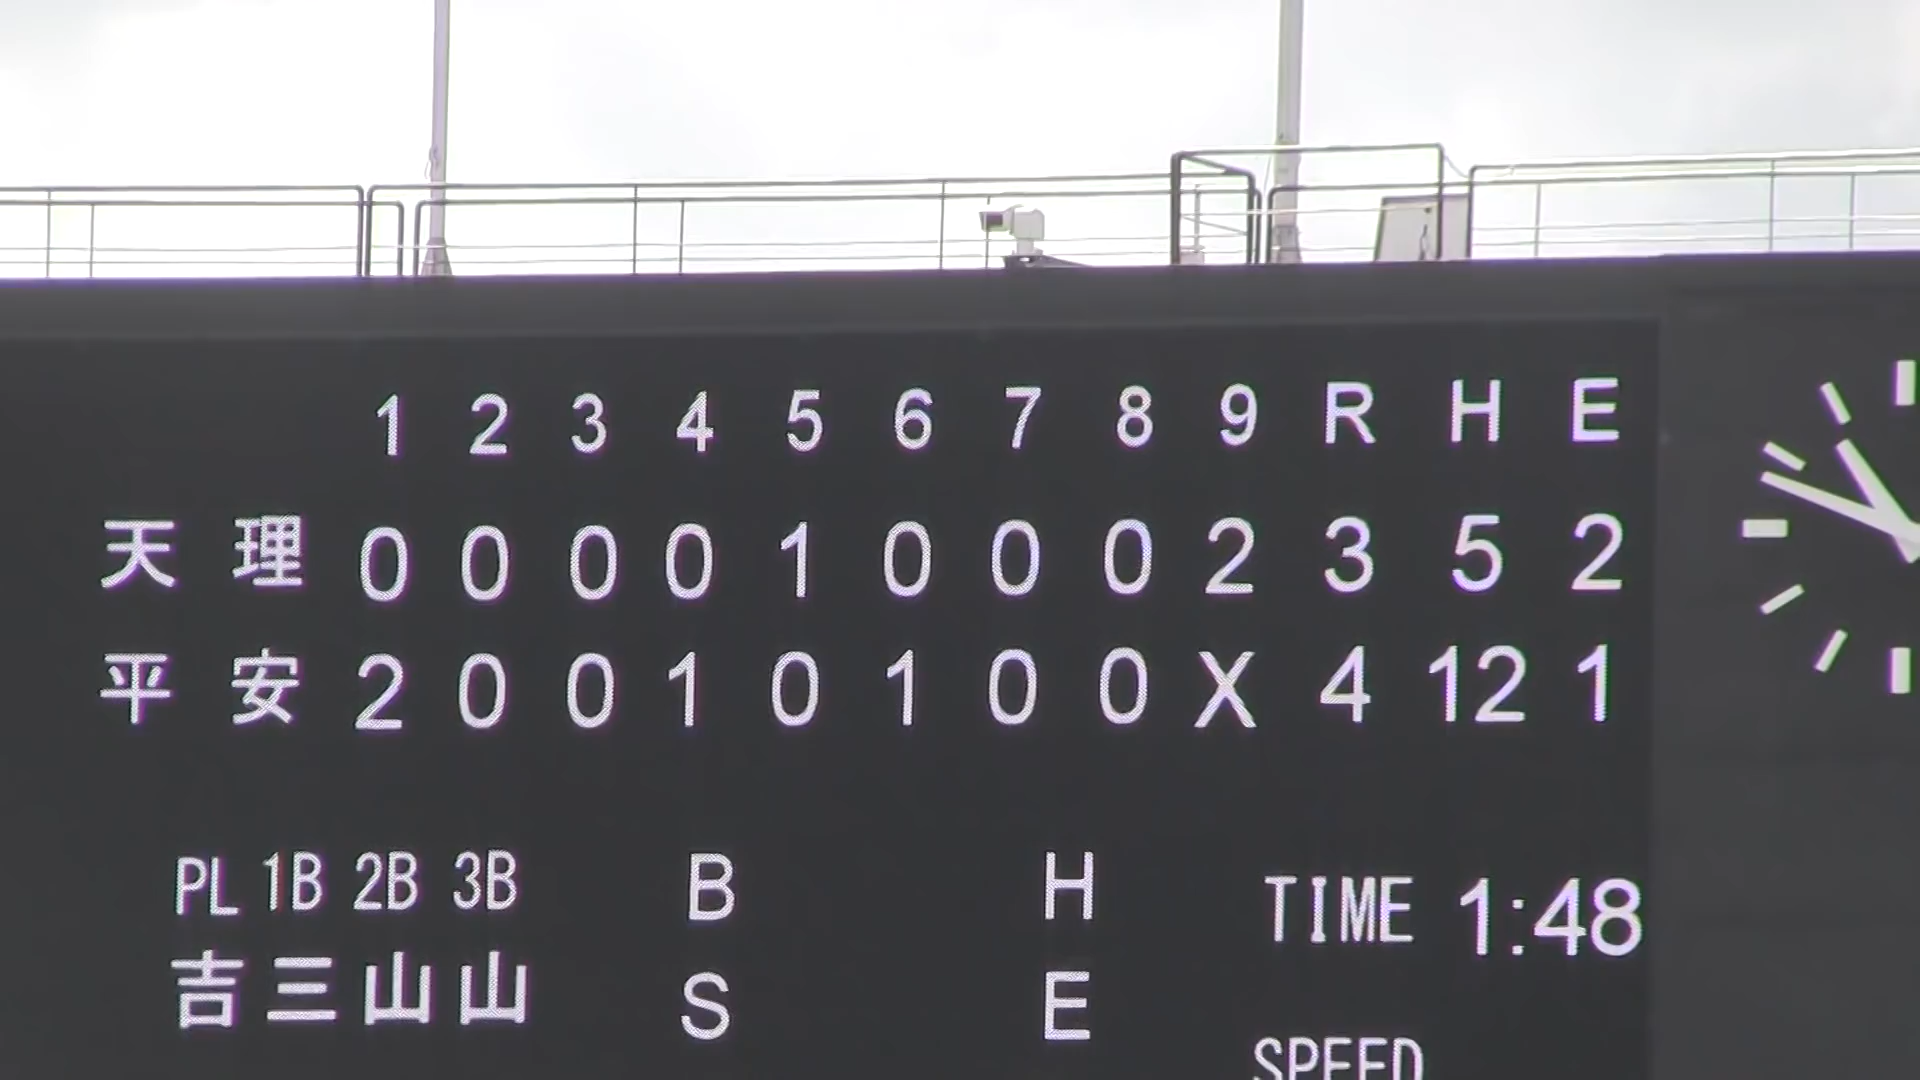 1 2 3 4 5 6 7 8 9 R H E
天理 0 0 0 0 1 0 0 0 2 3 5 2
平安 2 0 0 1 0 1 0 0 X 4 12 1
PL 1B 2B 3B B H TIME 1:48
吉 三 山 山 S E
SPEED